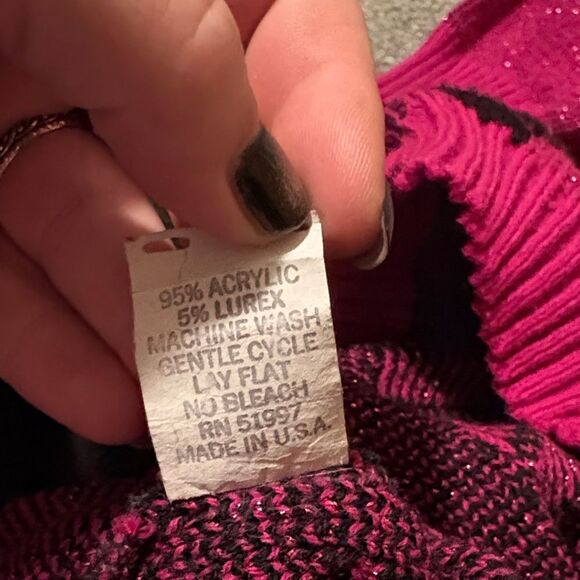 95% ACRYLIC
5% LUREX
MACHINE WASH
GENTLE CYCLE
LAY FLAT
NO BLEACH
RN 51997
MADE IN U.S.A.